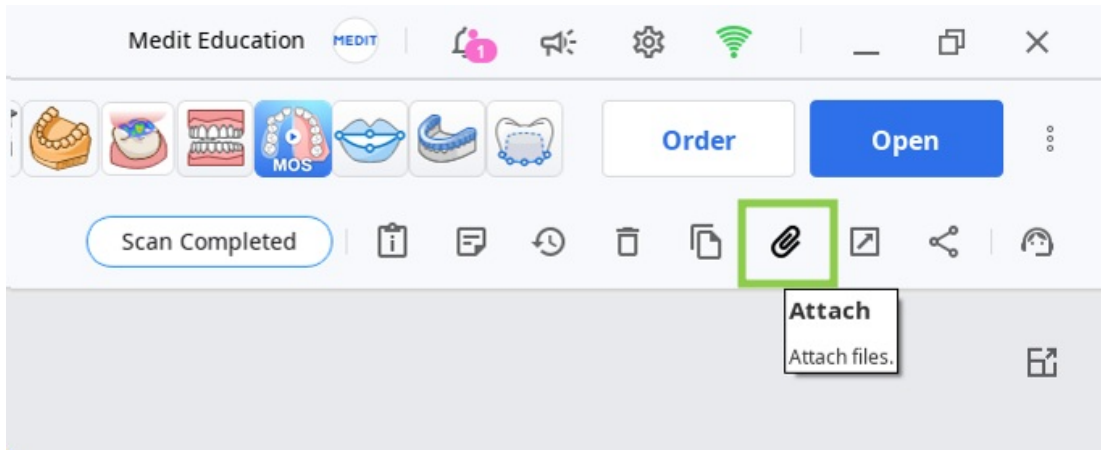 Medit Education MEDIT 1
MOS Order Open
Scan Completed
Attach
Attach files.